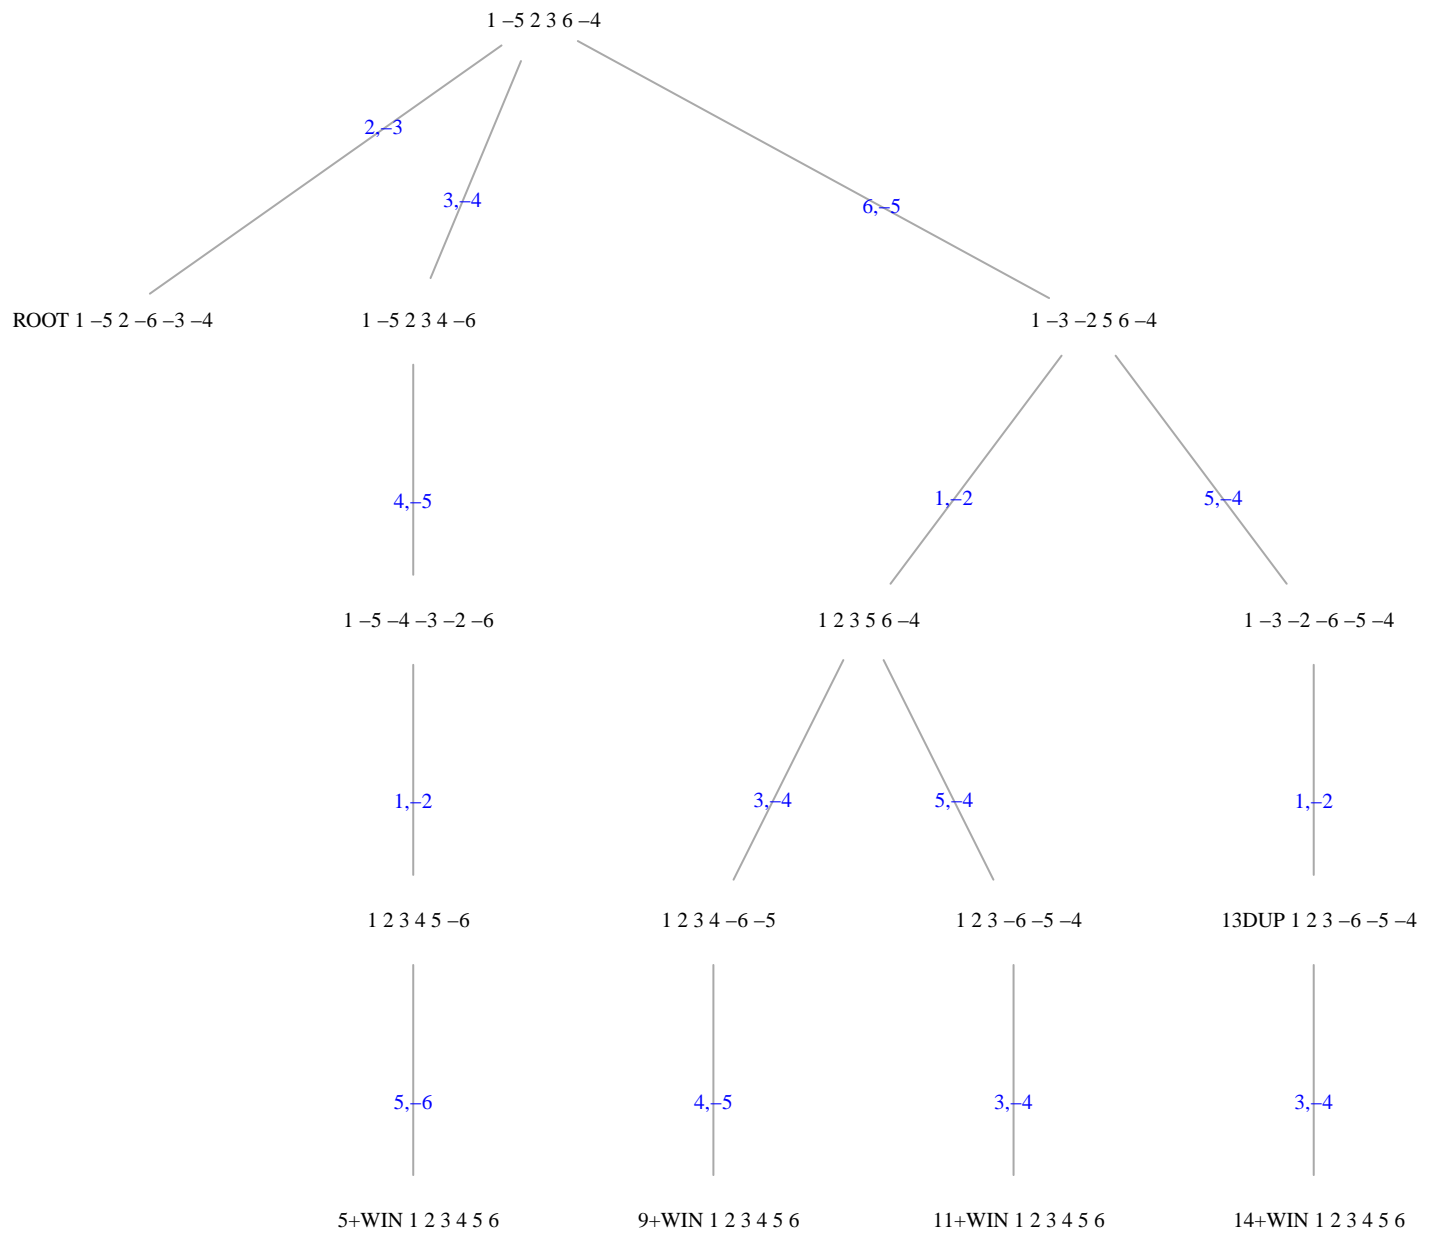 1 –5 2 3 6 –4
2,–3
3,–4
6,–5
ROOT 1 –5 2 –6 –3 –4
1 –5 2 3 4 –6
1 –3 –2 5 6 –4
4,–5
1,–2
5,–4
1 –5 –4 –3 –2 –6
1 2 3 5 6 –4
1 –3 –2 –6 –5 –4
1,–2
3,–4
5,–4
1,–2
1 2 3 4 5 –6
1 2 3 4 –6 –5
1 2 3 –6 –5 –4
13DUP 1 2 3 –6 –5 –4
5,–6
4,–5
3,–4
3,–4
5+WIN 1 2 3 4 5 6
9+WIN 1 2 3 4 5 6
11+WIN 1 2 3 4 5 6
14+WIN 1 2 3 4 5 6